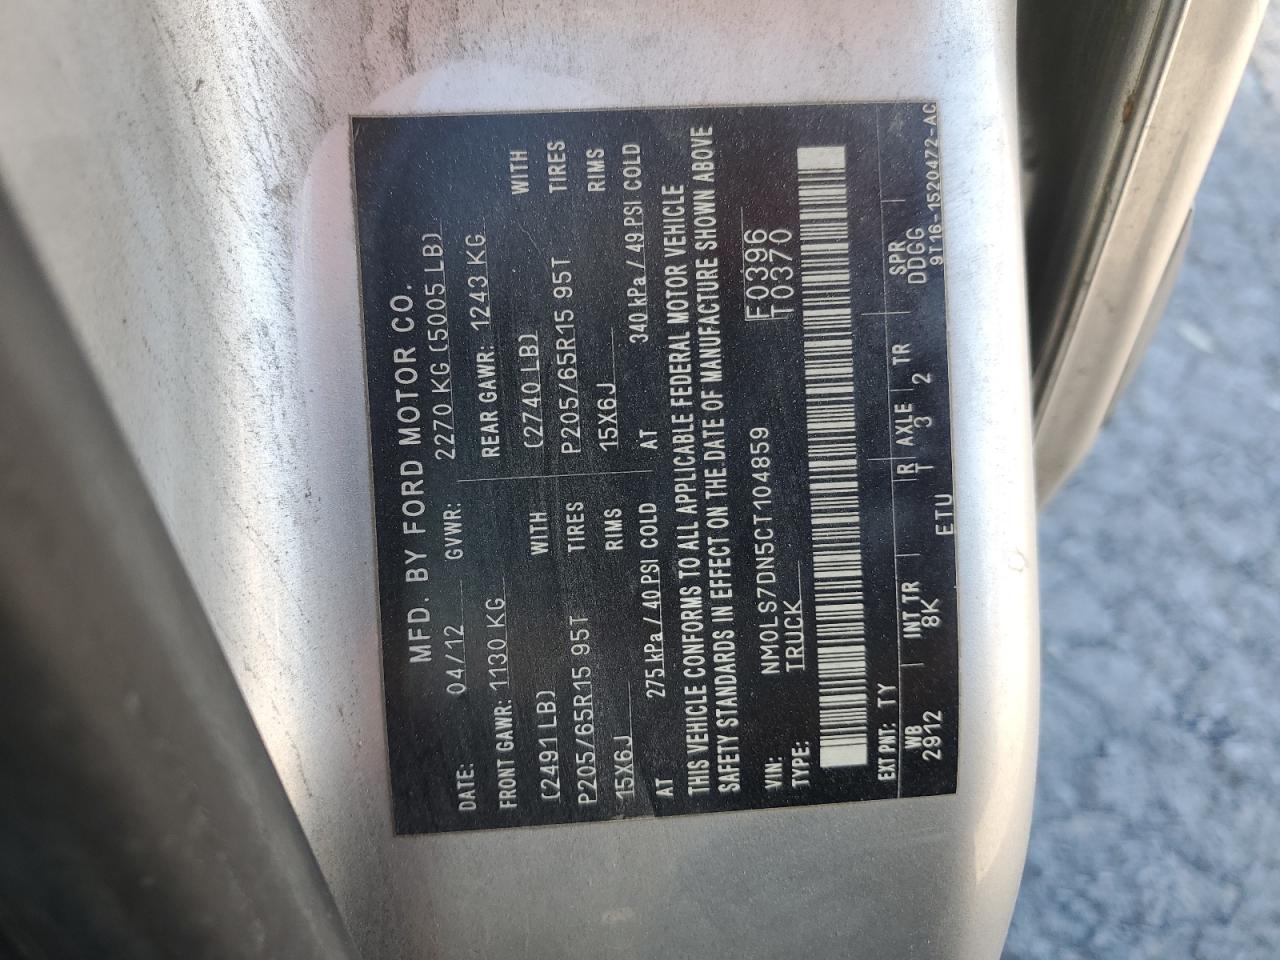 MFD. BY FORD MOTOR CO.
DATE: 04/12 GVWR: 2270 KG (5005 LB)
FRONT GAWR: 1130 KG REAR GAWR: 1243 KG
(2491 LB) WITH (2740 LB) WITH
P205/65R15 95T TIRES P205/65R15 95T TIRES
15X6J RIMS 15X6J RIMS
AT 275 kPa / 40 PSI COLD AT 340 kPa / 49 PSI COLD
THIS VEHICLE CONFORMS TO ALL APPLICABLE FEDERAL MOTOR VEHICLE
SAFETY STANDARDS IN EFFECT ON THE DATE OF MANUFACTURE SHOWN ABOVE
VIN: NM0LS7DN5CT104859 F0396
TYPE: TRUCK T0370
EXT PNT: TY R AXLE TR SPR
WB INT TR T 3 2 DDGG
2912 8K ETU 9T16-1520472-AC